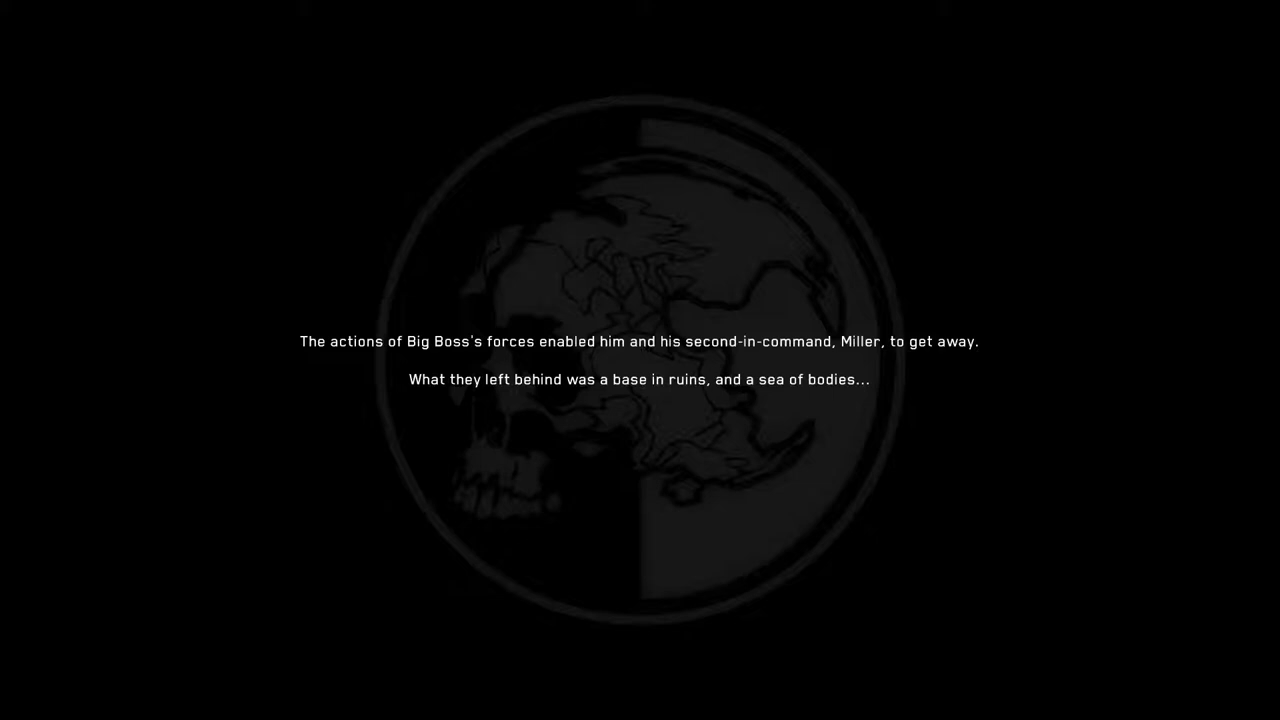 The actions of Big Boss's forces enabled him and his second-in-command, Miller, to get away.
What they left behind was a base in ruins, and a sea of bodies...